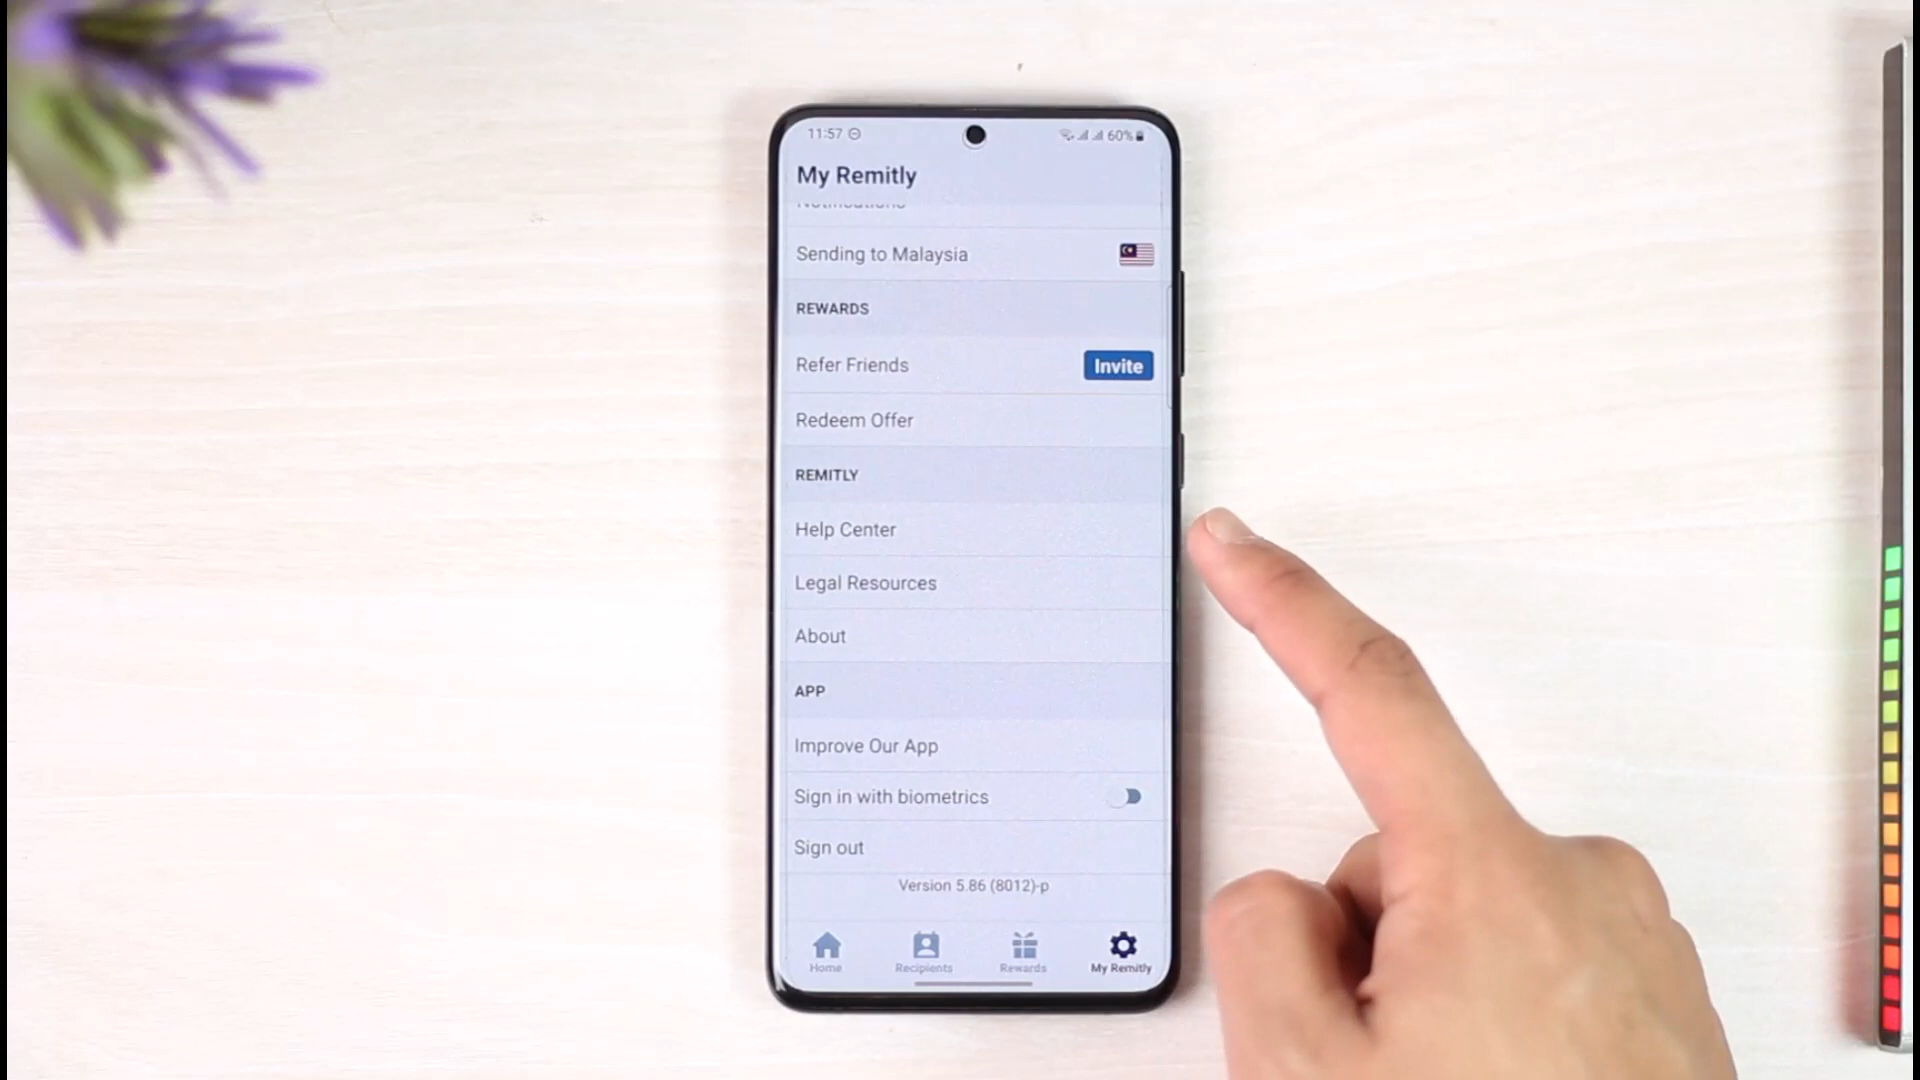 11:57
60%
My Remitly
Notifications
Sending to Malaysia
REWARDS
Refer Friends
Invite
Redeem Offer
REMITLY
Help Center
Legal Resources
About
APP
Improve Our App
Sign in with biometrics
Sign out
Version 5.86 (8012)-p
Home
Recipients
Rewards
My Remitly